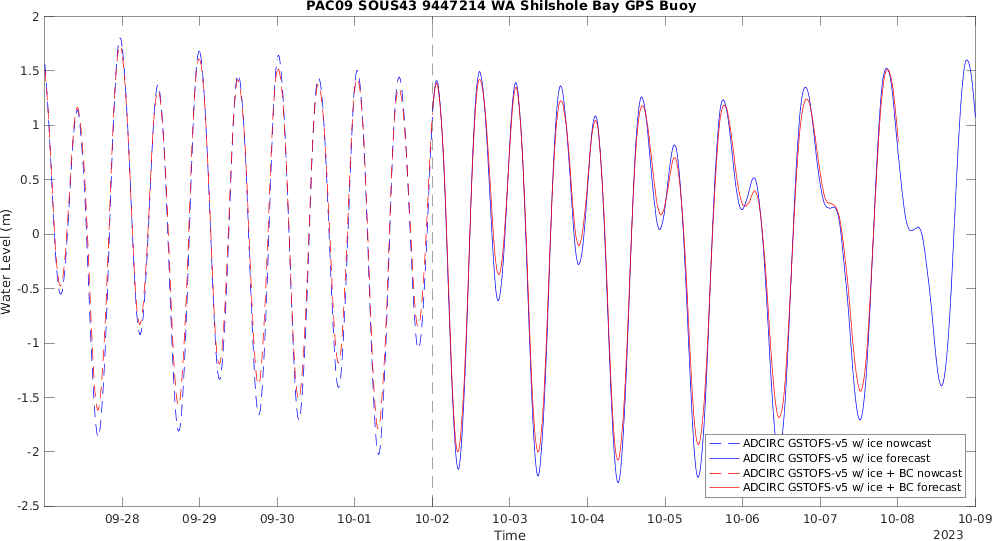 PAC09 SOUS43 9447214 WA Shilshole Bay GPS Buoy
2
1.5
1
0.5
0
-0.5
-1
-1.5
-2
-2.5
Water Level (m)
ADCIRC GSTOFS-v5 w/ ice nowcast
ADCIRC GSTOFS-v5 w/ ice forecast
ADCIRC GSTOFS-v5 w/ ice + BC nowcast
ADCIRC GSTOFS-v5 w/ ice + BC forecast
09-28 09-29 09-30 10-01 10-02 10-03 10-04 10-05 10-06 10-07 10-08 10-09
Time
2023